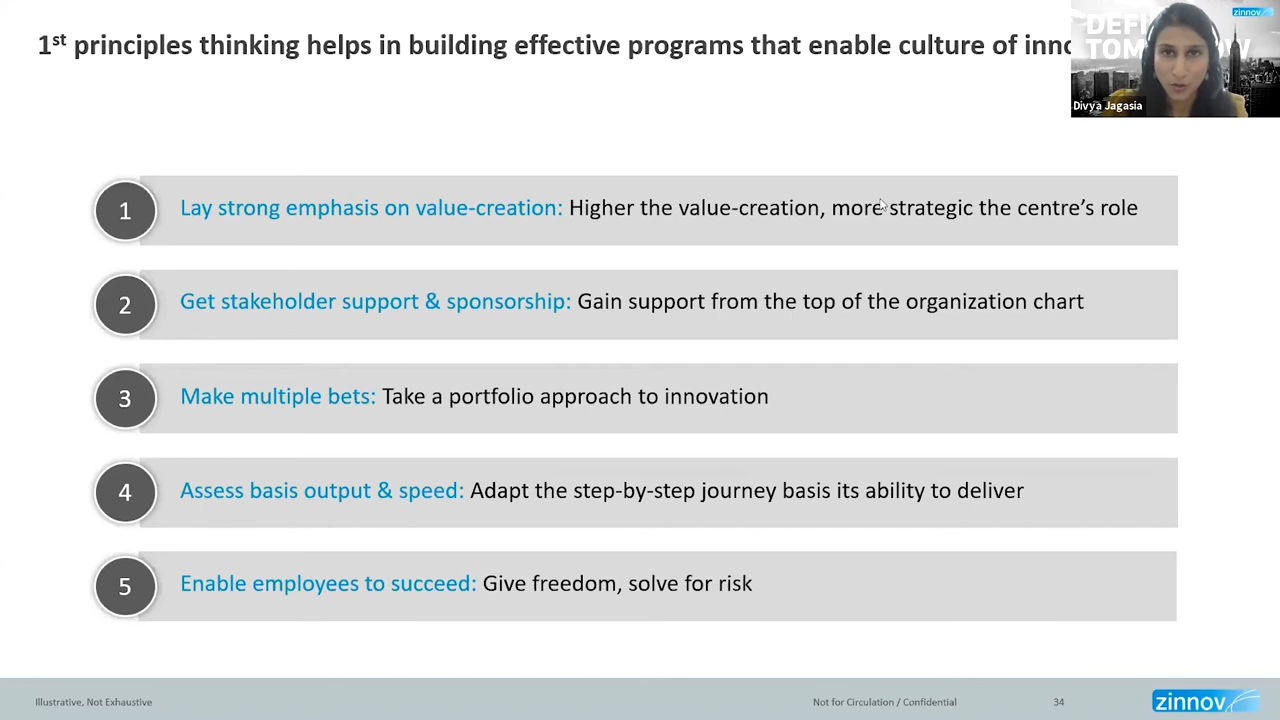 1st principles thinking helps in building effective programs that enable culture of inno
zinnov
DEFI
TOM
OW
Divya Jagasia
1
Lay strong emphasis on value-creation: Higher the value-creation, more strategic the centre's role
2
Get stakeholder support & sponsorship: Gain support from the top of the organization chart
3
Make multiple bets: Take a portfolio approach to innovation
4
Assess basis output & speed: Adapt the step-by-step journey basis its ability to deliver
5
Enable employees to succeed: Give freedom, solve for risk
Illustrative, Not Exhaustive
Not for Circulation / Confidential
34
zinnov